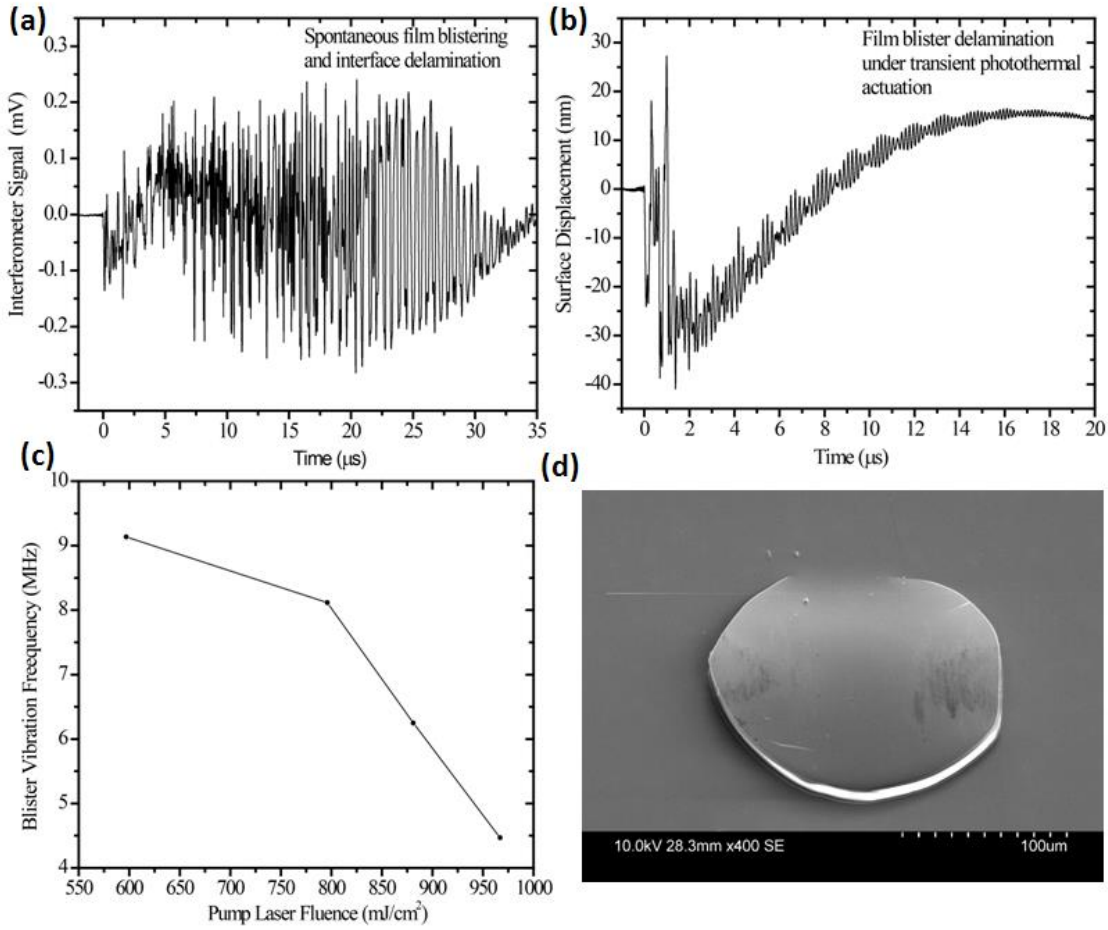 (a)
Spontaneous film blistering
and interface delamination
Interferometer Signal (mV)
0.3
0.2
0.1
0.0
-0.1
-0.2
-0.3
0 5 10 15 20 25 30 35
Time (μs)
(b)
Film blister delamination
under transient photothermal
actuation
Surface Displacement (nm)
30
20
10
0
-10
-20
-30
-40
0 2 4 6 8 10 12 14 16 18 20
Time (μs)
(c)
Blister Vibration Freequency (MHz)
10
9
8
7
6
5
4
550 600 650 700 750 800 850 900 950 1000
Pump Laser Fluence (mJ/cm²)
(d)
10.0kV 28.3mm x400 SE
100um